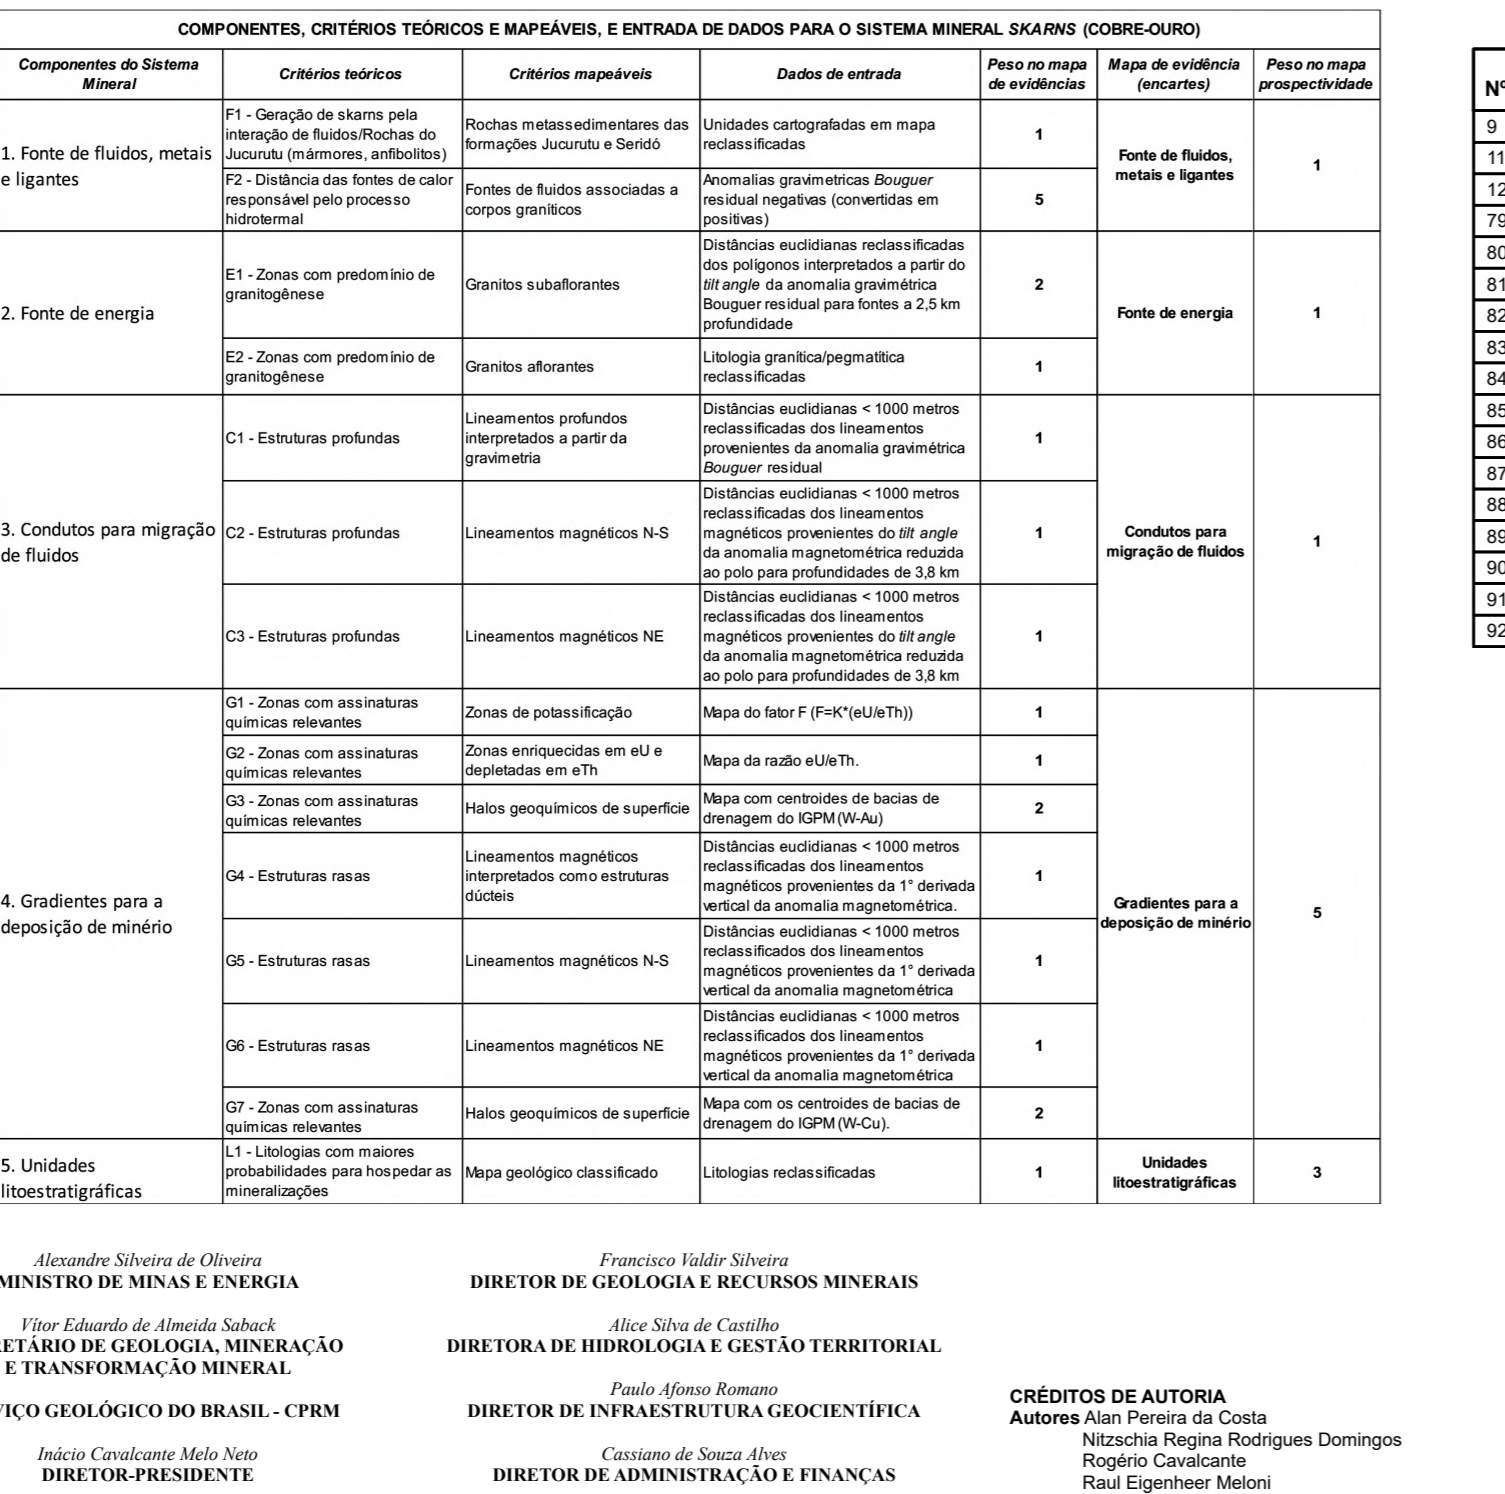 COMPONENTES, CRITÉRIOS TEÓRICOS E MAPEÁVEIS, E ENTRADA DE DADOS PARA O SISTEMA MINERAL SKARNS (COBRE-OURO)
Componentes do Sistema
Mineral
Critérios teóricos
Critérios mapeáveis
Dados de entrada
Peso no mapa
de evidências
Mapa de evidência
(encartes)
Peso no mapa
prospectividade
1. Fonte de fluidos, metais
e ligantes
F1 - Geração de skarns pela
interação de fluidos/Rochas do
Jucurutu (mármores, anfibolitos)
Rochas metassedimentares das
formações Jucurutu e Seridó
Unidades cartografadas em mapa
reclassificadas
1
Fonte de fluidos,
metais e ligantes
1
F2 - Distância das fontes de calor
responsável pelo processo
hidrotermal
Fontes de fluidos associadas a
corpos graníticos
Anomalias gravimetricas Bouguer
residual negativas (convertidas em
positivas)
5
2. Fonte de energia
E1 - Zonas com predomínio de
granitogênese
Granitos subaflorantes
Distâncias euclidianas reclassificadas
dos polígonos interpretados a partir do
tilt angle da anomalia gravimétrica
Bouguer residual para fontes a 2,5 km
profundidade
2
Fonte de energia
1
E2 - Zonas com predomínio de
granitogênese
Granitos aflorantes
Litologia granítica/pegmatítica
reclassificadas
1
3. Condutos para migração
de fluidos
C1 - Estruturas profundas
Lineamentos profundos
interpretados a partir da
gravimetria
Distâncias euclidianas < 1000 metros
reclassificadas dos lineamentos
provenientes da anomalia gravimétrica
Bouguer residual
1
Condutos para
migração de fluidos
1
C2 - Estruturas profundas
Lineamentos magnéticos N-S
Distâncias euclidianas < 1000 metros
reclassificadas dos lineamentos
magnéticos provenientes do tilt angle
da anomalia magnetométrica reduzida
ao polo para profundidades de 3,8 km
1
C3 - Estruturas profundas
Lineamentos magnéticos NE
Distâncias euclidianas < 1000 metros
reclassificadas dos lineamentos
magnéticos provenientes do tilt angle
da anomalia magnetométrica reduzida
ao polo para profundidades de 3,8 km
1
4. Gradientes para a
deposição de minério
G1 - Zonas com assinaturas
químicas relevantes
Zonas de potassificação
Mapa do fator F (F=K*(eU/eTh))
1
Gradientes para a
deposição de minério
5
G2 - Zonas com assinaturas
químicas relevantes
Zonas enriquecidas em eU e
depletadas em eTh
Mapa da razão eU/eTh.
1
G3 - Zonas com assinaturas
químicas relevantes
Halos geoquímicos de superfície
Mapa com centroides de bacias de
drenagem do IGPM (W-Au)
2
G4 - Estruturas rasas
Lineamentos magnéticos
interpretados como estruturas
dúcteis
Distâncias euclidianas < 1000 metros
reclassificadas dos lineamentos
magnéticos provenientes da 1° derivada
vertical da anomalia magnetométrica.
1
G5 - Estruturas rasas
Lineamentos magnéticos N-S
Distâncias euclidianas < 1000 metros
reclassificados dos lineamentos
magnéticos provenientes da 1° derivada
vertical da anomalia magnetométrica
1
G6 - Estruturas rasas
Lineamentos magnéticos NE
Distâncias euclidianas < 1000 metros
reclassificados dos lineamentos
magnéticos provenientes da 1° derivada
vertical da anomalia magnetométrica
1
G7 - Zonas com assinaturas
químicas relevantes
Halos geoquímicos de superfície
Mapa com os centroides de bacias de
drenagem do IGPM (W-Cu).
2
5. Unidades
litoestratigráficas
L1 - Litologias com maiores
probabilidades para hospedar as
mineralizações
Mapa geológico classificado
Litologias reclassificadas
1
Unidades
litoestratigráficas
3
Nº
9
11
12
79
80
81
82
83
84
85
86
87
88
89
90
91
92
Alexandre Silveira de Oliveira
MINISTRO DE MINAS E ENERGIA
Vítor Eduardo de Almeida Saback
RETÁRIO DE GEOLOGIA, MINERAÇÃO
E TRANSFORMAÇÃO MINERAL
VIÇO GEOLÓGICO DO BRASIL - CPRM
Inácio Cavalcante Melo Neto
DIRETOR-PRESIDENTE
Francisco Valdir Silveira
DIRETOR DE GEOLOGIA E RECURSOS MINERAIS
Alice Silva de Castilho
DIRETORA DE HIDROLOGIA E GESTÃO TERRITORIAL
Paulo Afonso Romano
DIRETOR DE INFRAESTRUTURA GEOCIENTÍFICA
Cassiano de Souza Alves
DIRETOR DE ADMINISTRAÇÃO E FINANÇAS
CRÉDITOS DE AUTORIA
Autores Alan Pereira da Costa
Nitzschia Regina Rodrigues Domingos
Rogério Cavalcante
Raul Eigenheer Meloni